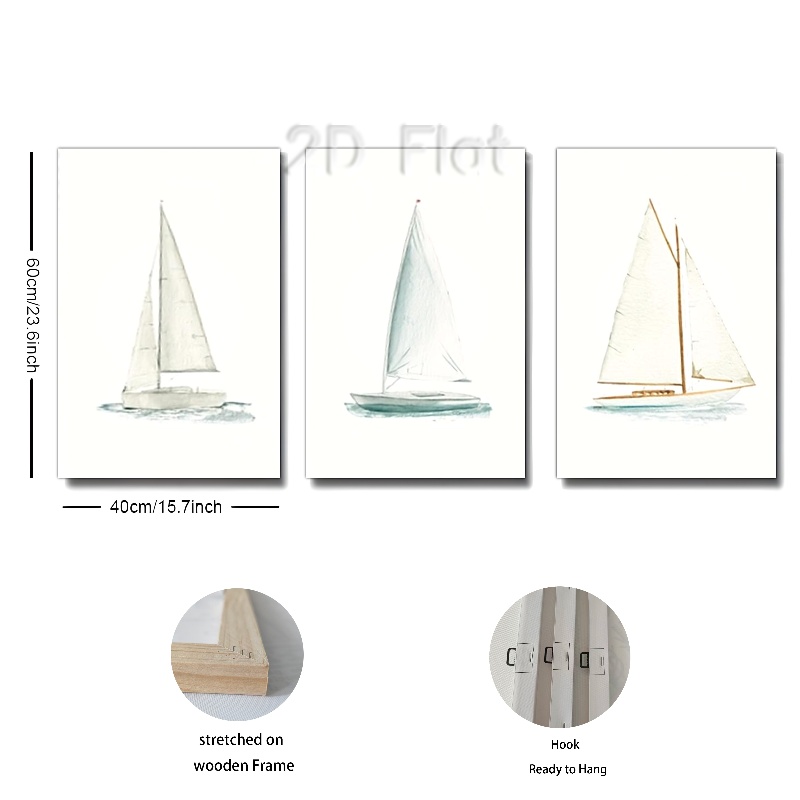 2D Flat
60cm/23.6inch
40cm/15.7inch
stretched on
wooden Frame
Hook
Ready to Hang